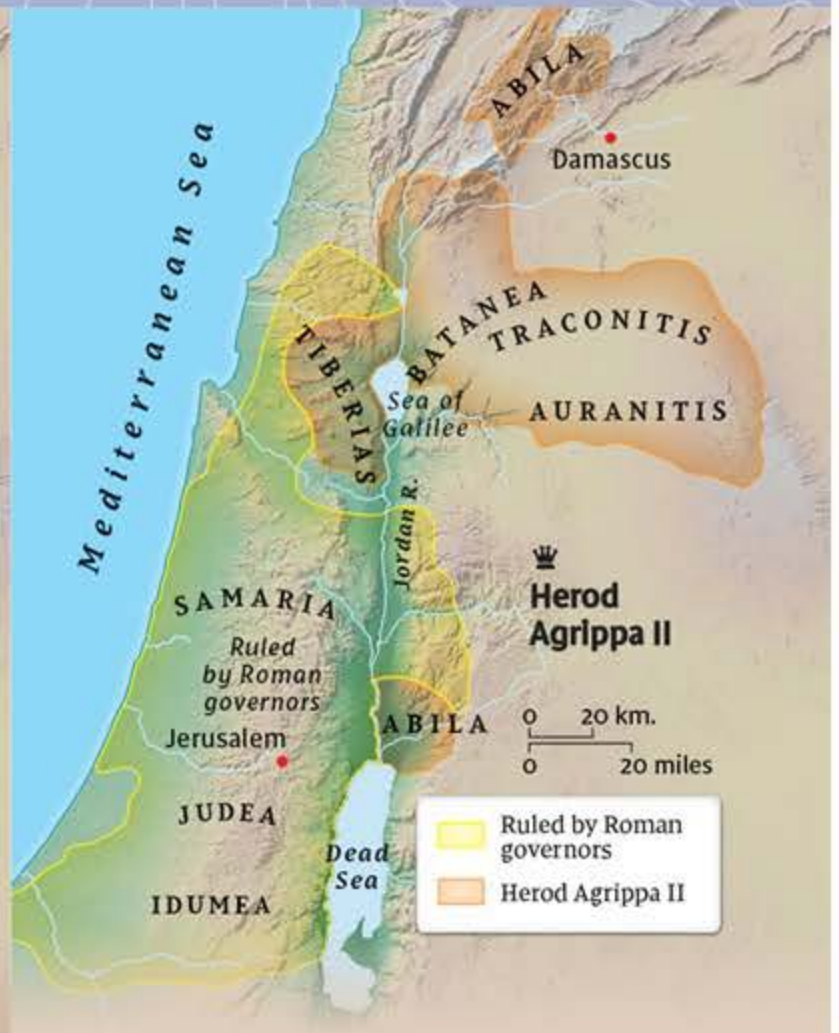 ABILA
Damascus
Mediterranean Sea
BATANEA
TRACONITIS
TIBERIAS
Sea of
Galilee
AURANITIS
Jordan R.
Herod
Agrippa II
SAMARIA
Ruled
by Roman
governors
ABILA
0 20 km.
0 20 miles
Jerusalem
JUDEA
Dead
Sea
IDUMEA
Ruled by Roman
governors
Herod Agrippa II